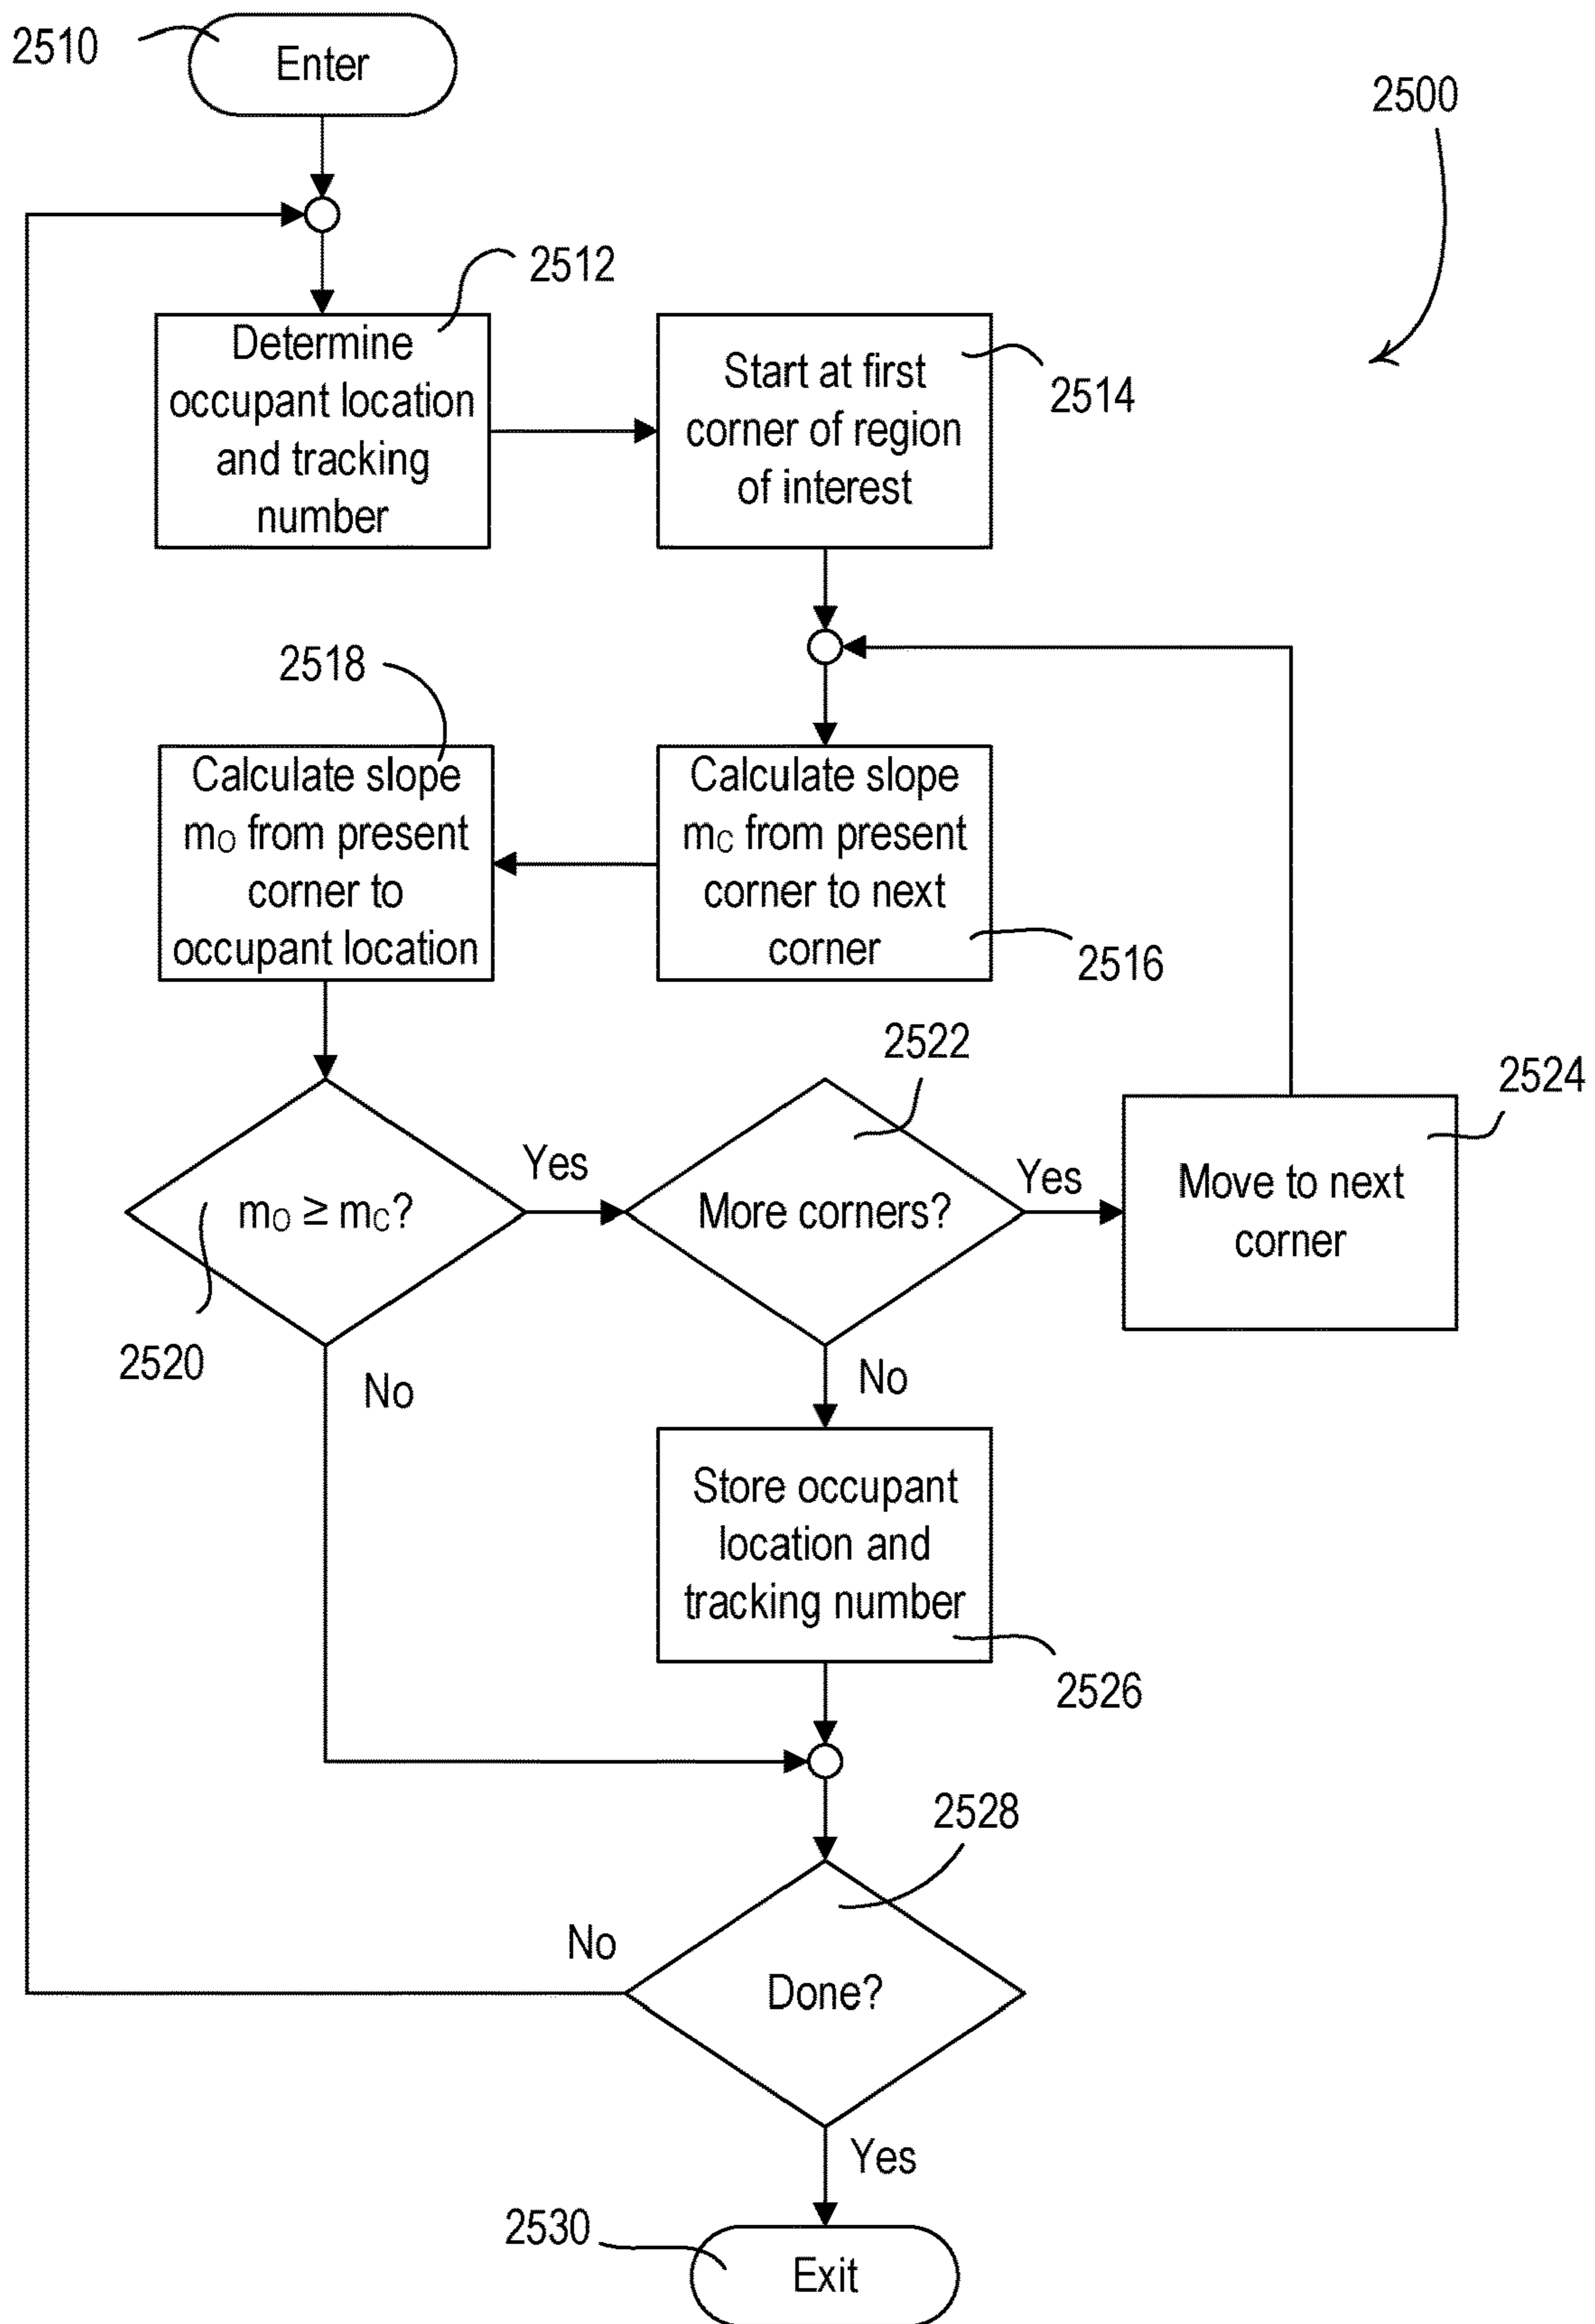 2510
Enter
2500
2512
Determine
occupant location
and tracking
number
Start at first
corner of region
of interest
2514
2518
Calculate slope
mO from present
corner to
occupant location
Calculate slope
mC from present
corner to next
corner
2516
2522
2524
mO ≥ mC?
Yes
More corners?
Yes
Move to next
corner
2520
No
No
Store occupant
location and
tracking number
2526
2528
No
Done?
Yes
2530
Exit